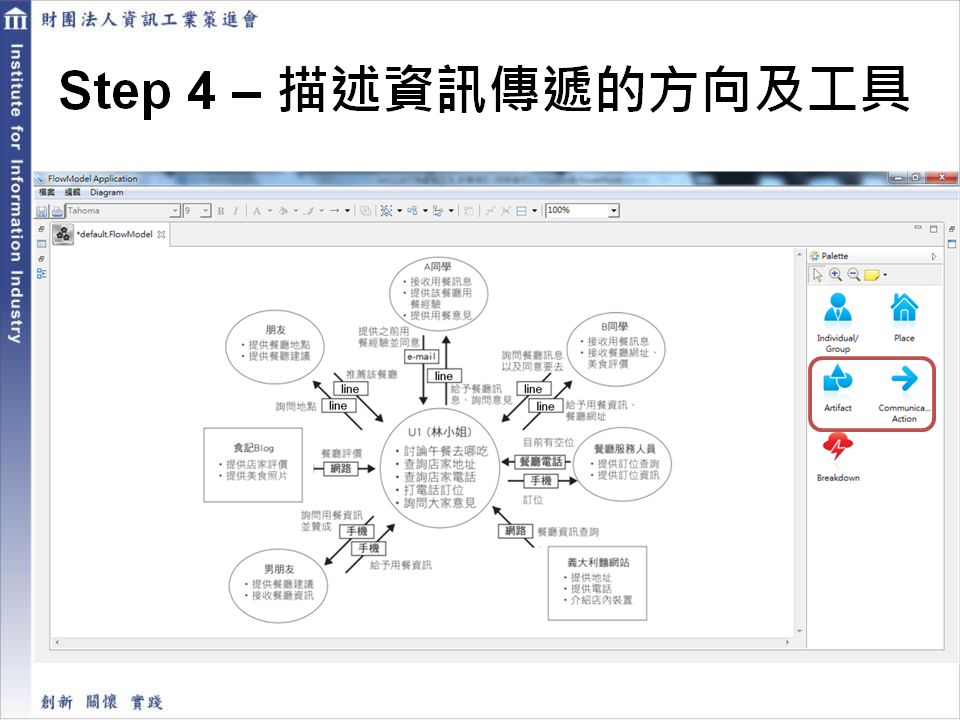 財團法人資訊工業策進會
Institute for Information Industry
Step 4 – 描述資訊傳遞的方向及工具
FlowModel Application
檔案 編輯 Diagram
Tahoma
9
B I
A
100%
*default.FlowModel
Palette
Individual/
Group
Place
Artifact
Communica...
Action
Breakdown
A同學
・接收用餐訊息
・提供該餐廳用
餐經驗
・提供用餐意見
朋友
・提供餐廳地點
・提供餐聽建議
B同學
・接收用餐訊息
・接收餐廳網址、
美食評價
提供之前用
餐經驗並同意
e-mail
line
給予餐廳訊
息、詢問意見
推薦該餐廳
line
詢問地點
line
詢問餐廳訊息
以及同意要去
line
line
給予用餐資訊、
餐廳網址
U1 (林小姐)
・討論午餐去哪吃
・查詢店家地址
・查詢店家電話
・打電話訂位
・詢問大家意見
食記Blog
・提供店家評價
・提供美食照片
餐廳評價
網路
目前有空位
餐廳電話
手機
訂位
餐廳服務人員
・提供訂位查詢
・提供訂位資訊
詢問用餐資訊
並贊成
手機
手機
給予用餐資訊
網路
餐廳資訊查詢
男朋友
・提供餐廳建議
・接收餐廳資訊
義大利麵網站
・提供地址
・提供電話
・介紹店內裝置
創新 關懷 實踐